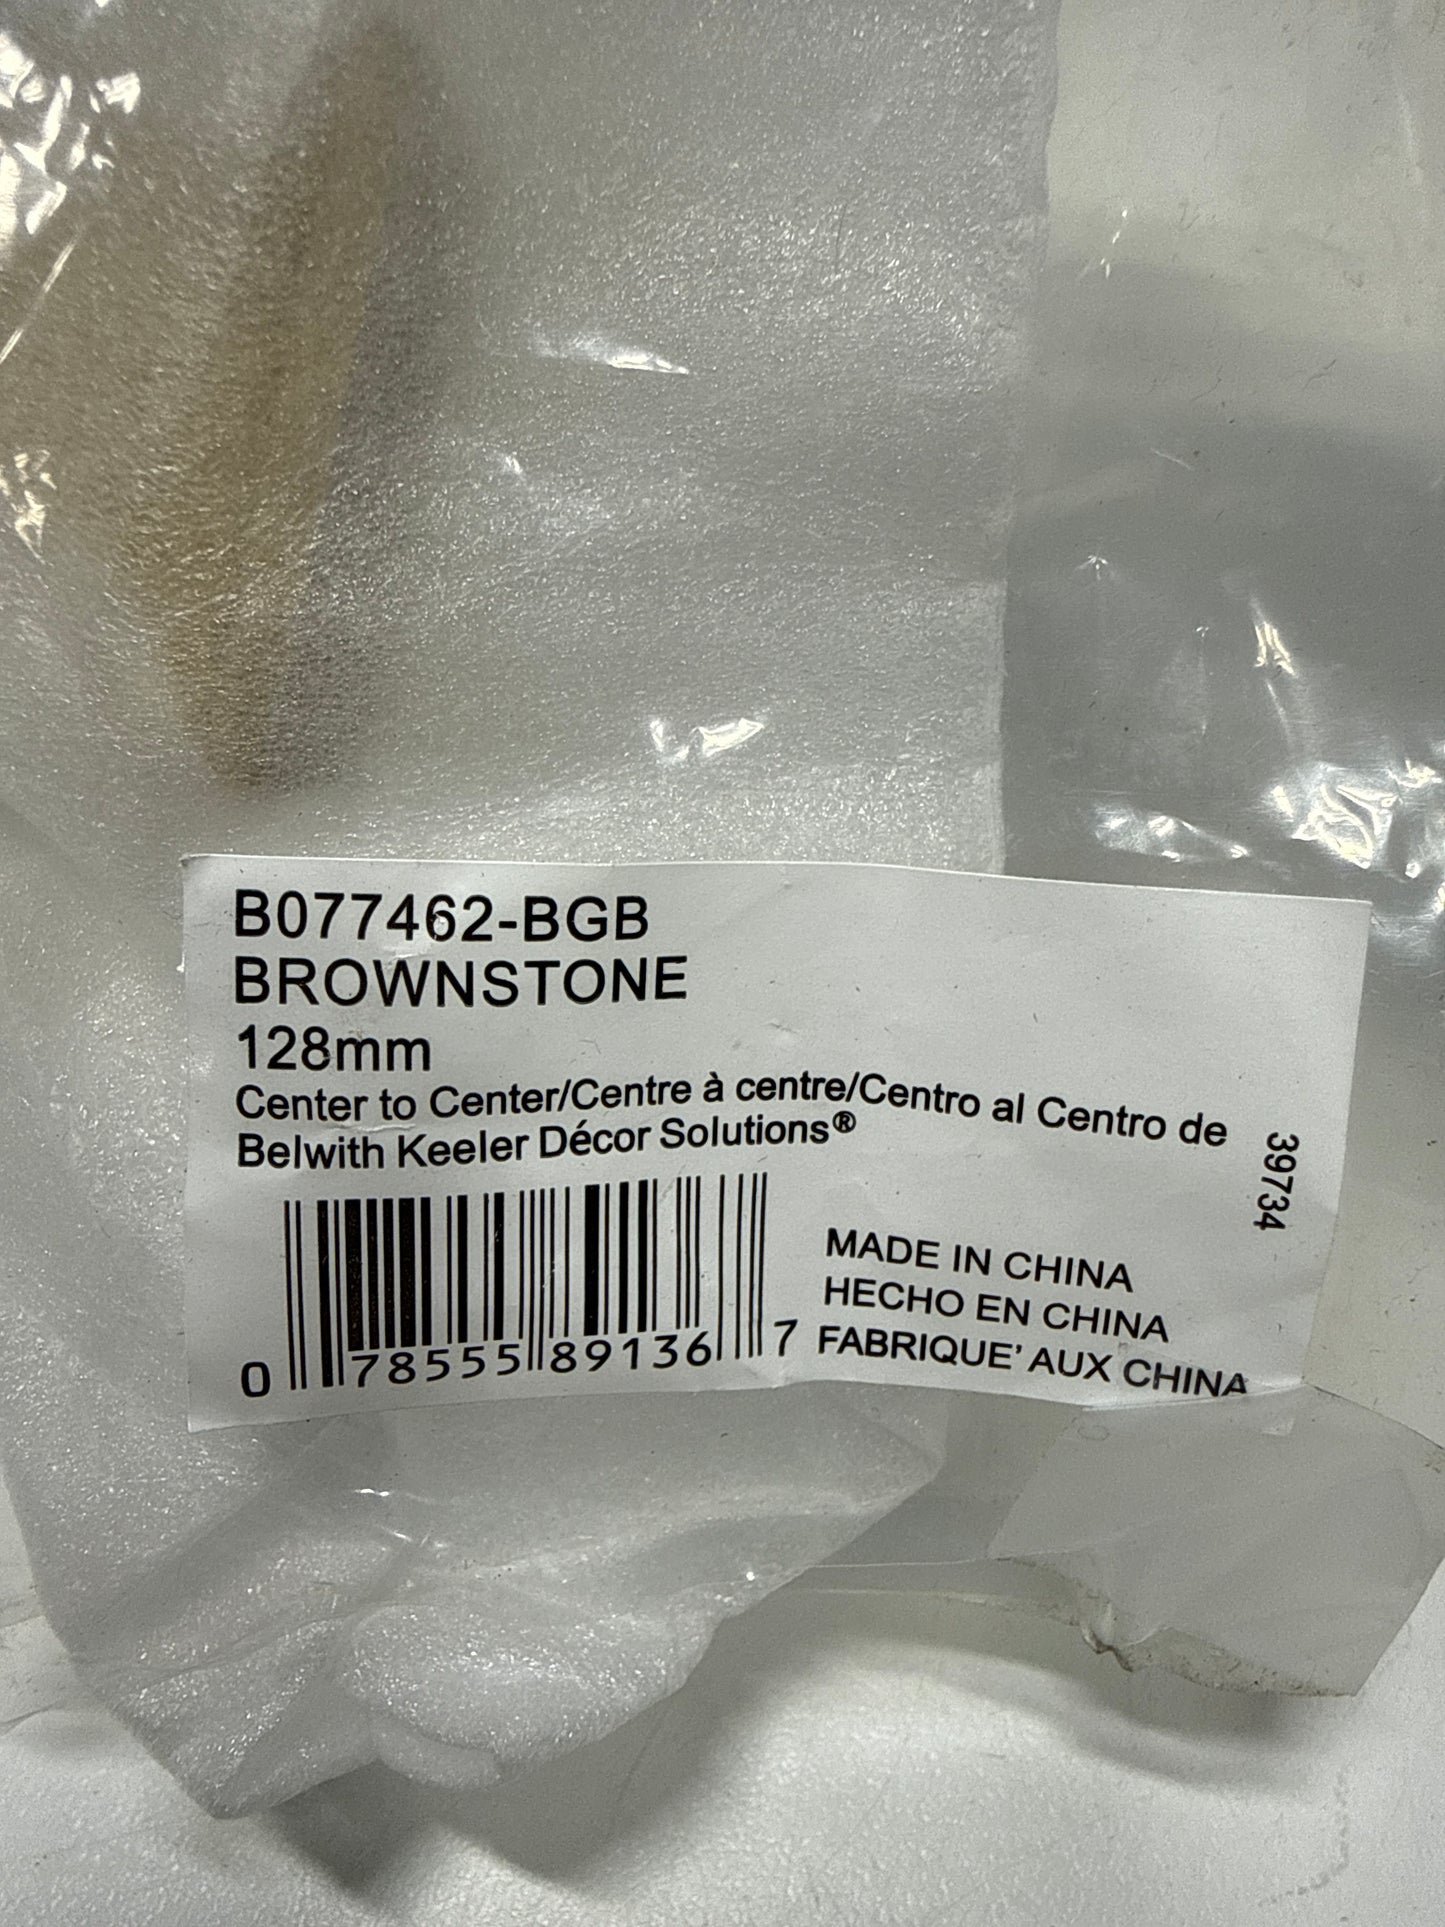 B077462-BGB
BROWNSTONE
128mm
Center to Center/Centre à centre/Centro al Centro de
Belwith Keeler Décor Solutions®
39734
MADE IN CHINA
HECHO EN CHINA
FABRIQUE' AUX CHINA
0 78555 89136 7